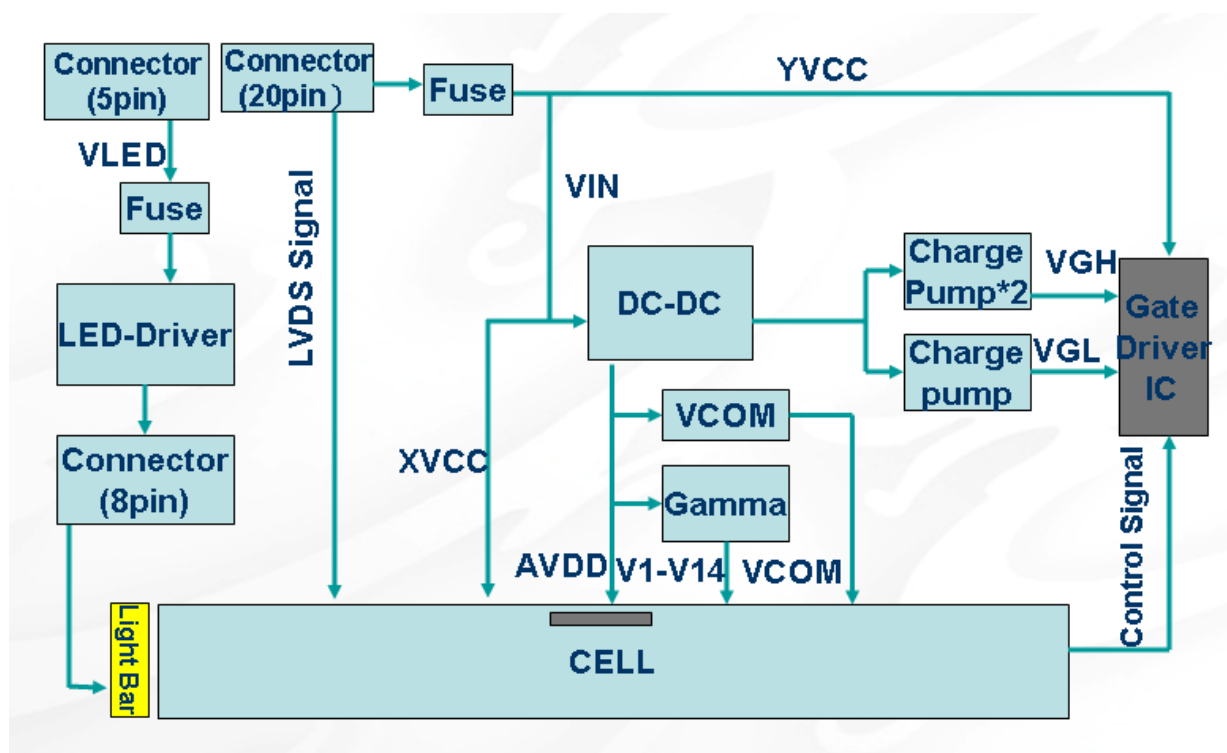 Connector
(5pin)
Connector
(20pin）
Fuse
YVCC
VLED
Fuse
LVDS Signal
VIN
LED-Driver
DC-DC
Charge
Pump*2
VGH
Charge
pump
VGL
Gate
Driver
IC
Connector
(8pin)
XVCC
VCOM
Gamma
AVDD
V1-V14
VCOM
Control Signal
Light Bar
CELL